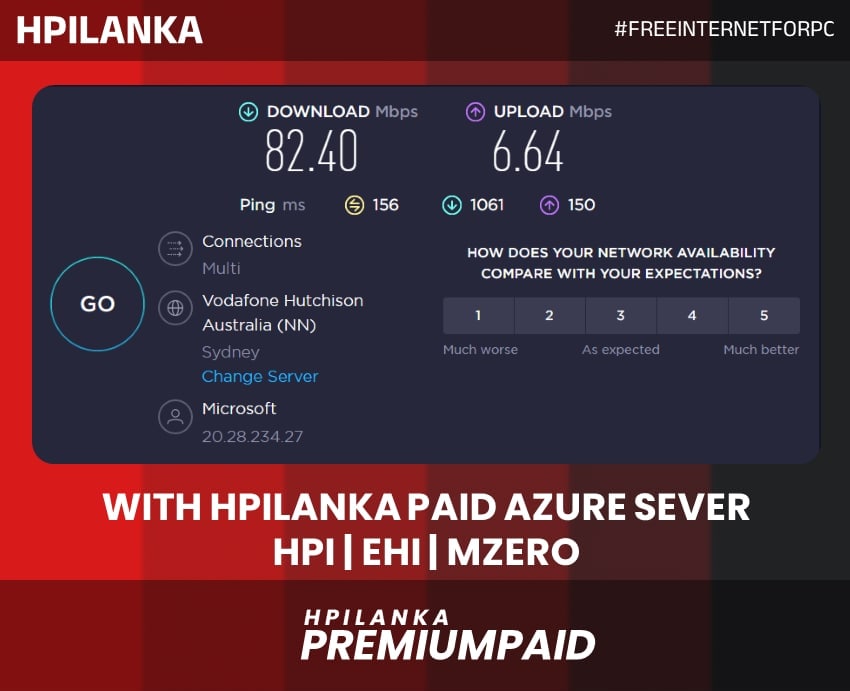 HPILANKA
#FREEINTERNETFORPC
DOWNLOAD Mbps
82.40
UPLOAD Mbps
6.64
Ping ms 156 1061 150
Connections
Multi
Vodafone Hutchison
Australia (NN)
Sydney
Change Server
Microsoft
20.28.234.27
GO
HOW DOES YOUR NETWORK AVAILABILITY
COMPARE WITH YOUR EXPECTATIONS?
1 2 3 4 5
Much worse As expected Much better
WITH HPILANKA PAID AZURE SEVER
HPI | EHI | MZERO
HPILANKA
PREMIUMPAID